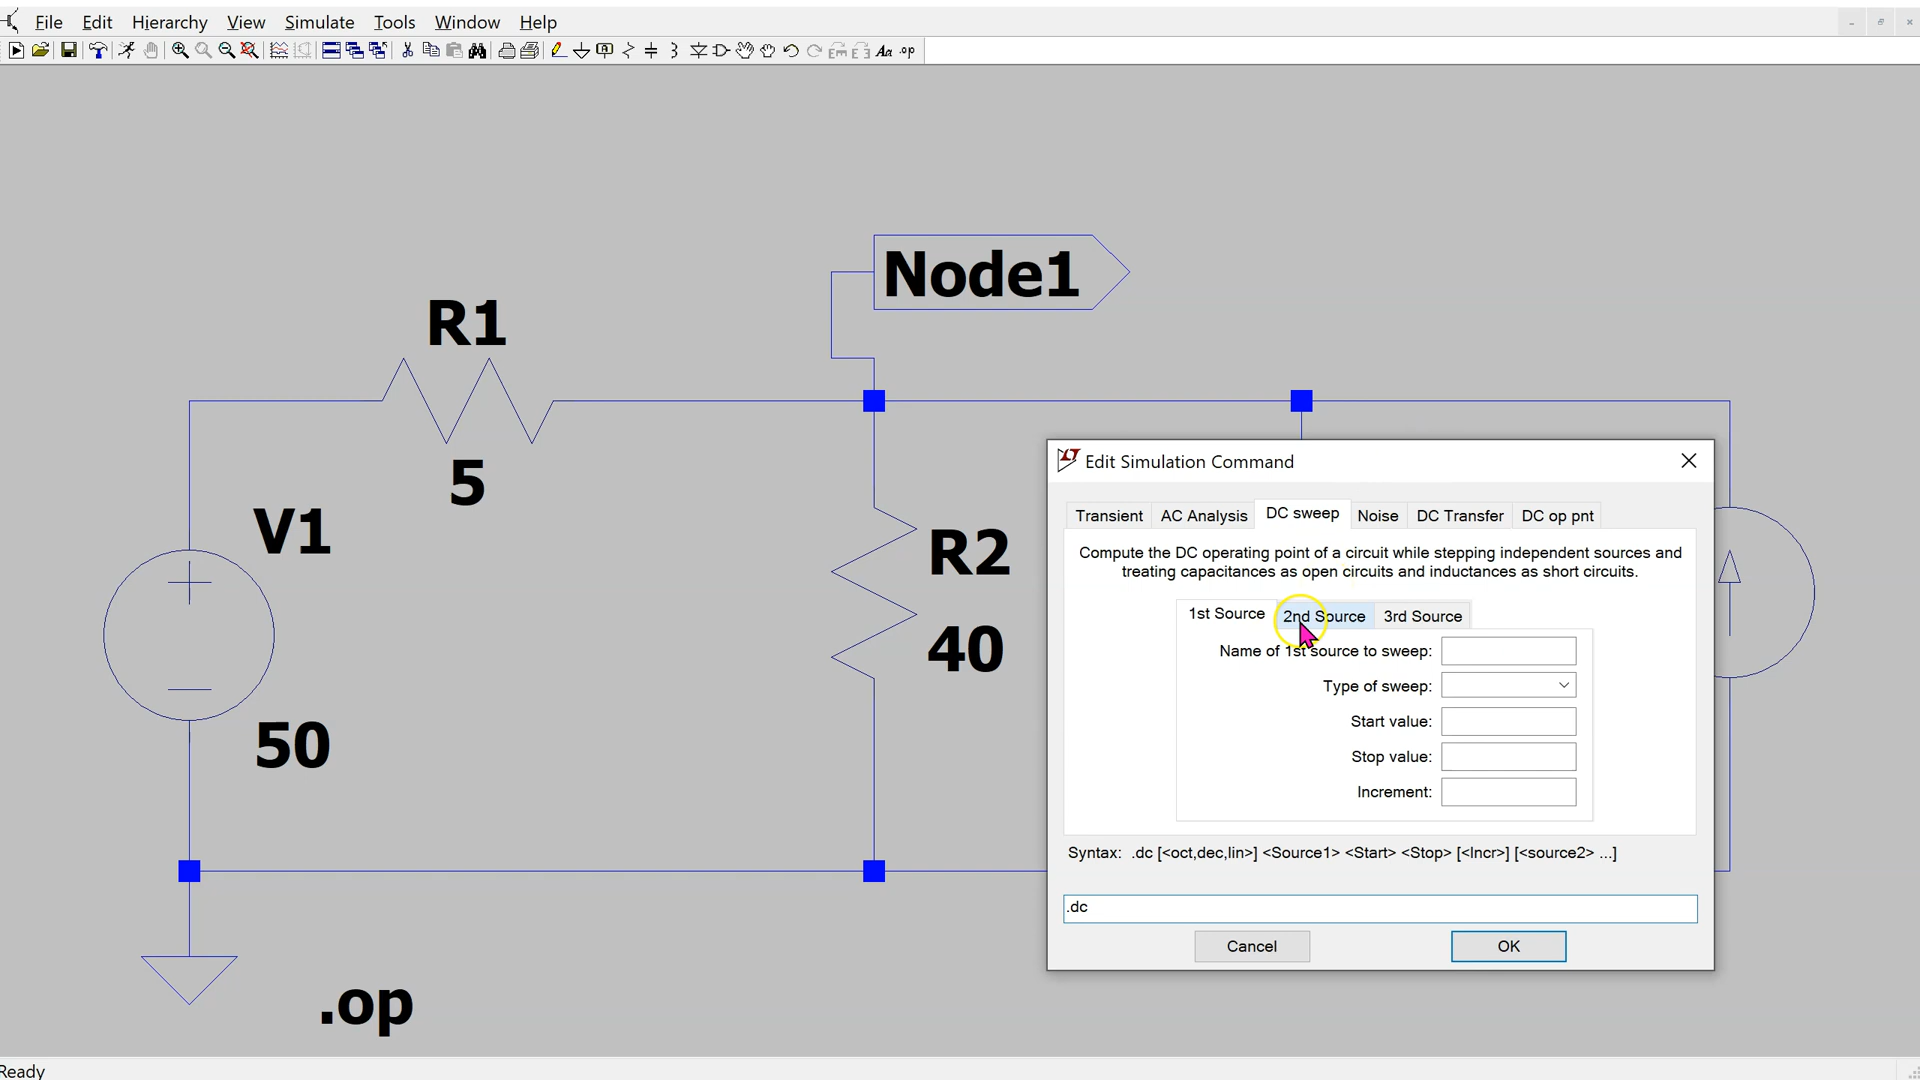 File Edit Hierarchy View Simulate Tools Window Help
Aa .op
Node1
R1
5
V1
50
R2
40
.op
Edit Simulation Command
Transient AC Analysis DC sweep Noise DC Transfer DC op pnt
Compute the DC operating point of a circuit while stepping independent sources and
treating capacitances as open circuits and inductances as short circuits.
1st Source 2nd Source 3rd Source
Name of 1st source to sweep:
Type of sweep:
Start value:
Stop value:
Increment:
Syntax: .dc [<oct,dec,lin>] <Source1> <Start> <Stop> [<Incr>] [<source2> ...]
.dc
Cancel OK
Ready